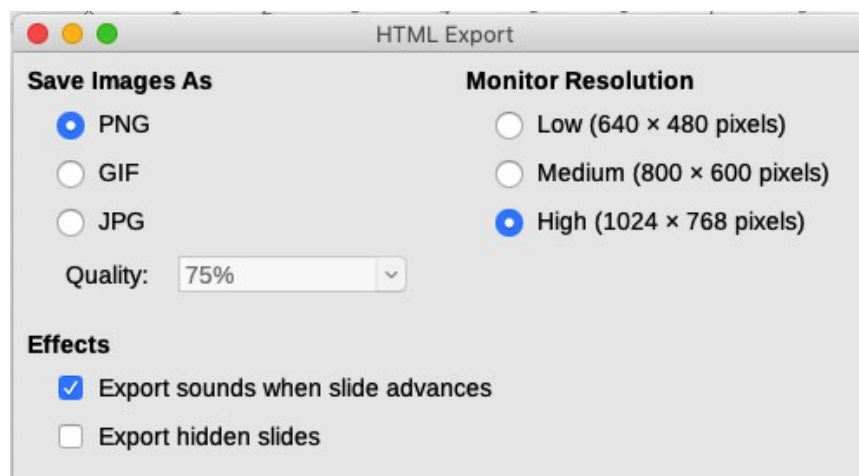 HTML Export
Save Images As
PNG
GIF
JPG
Quality: 75%
Monitor Resolution
Low (640 × 480 pixels)
Medium (800 × 600 pixels)
High (1024 × 768 pixels)
Effects
Export sounds when slide advances
Export hidden slides